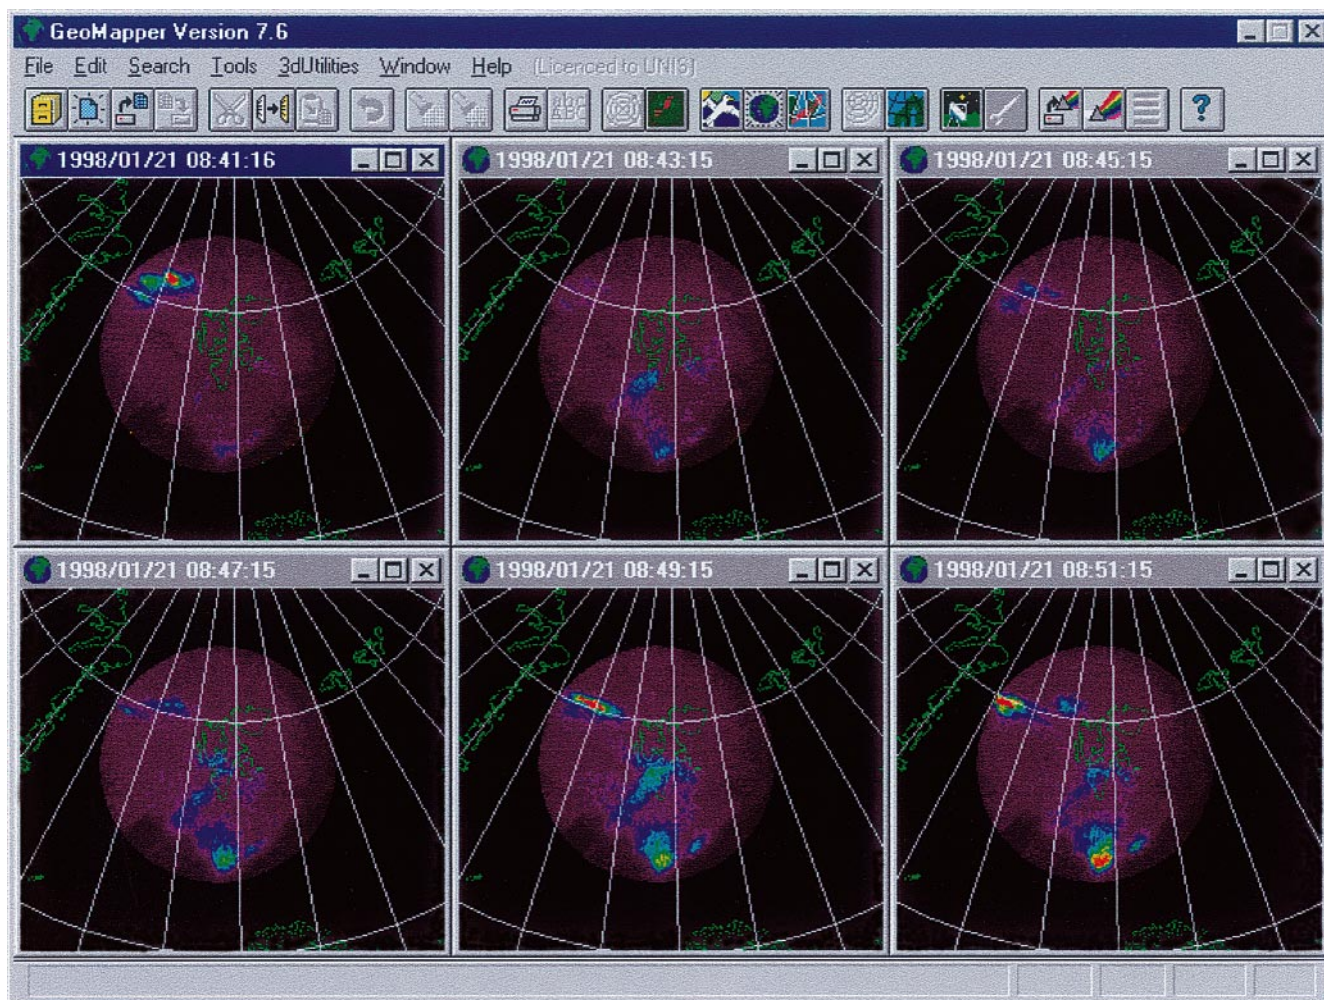 GeoMapper Version 7.6
File Edit Search Tools 3dUtilities Window Help (Licenced to UNIS)
abc
ABC
?
1998/01/21 08:41:16
1998/01/21 08:43:15
1998/01/21 08:45:15
1998/01/21 08:47:15
1998/01/21 08:49:15
1998/01/21 08:51:15